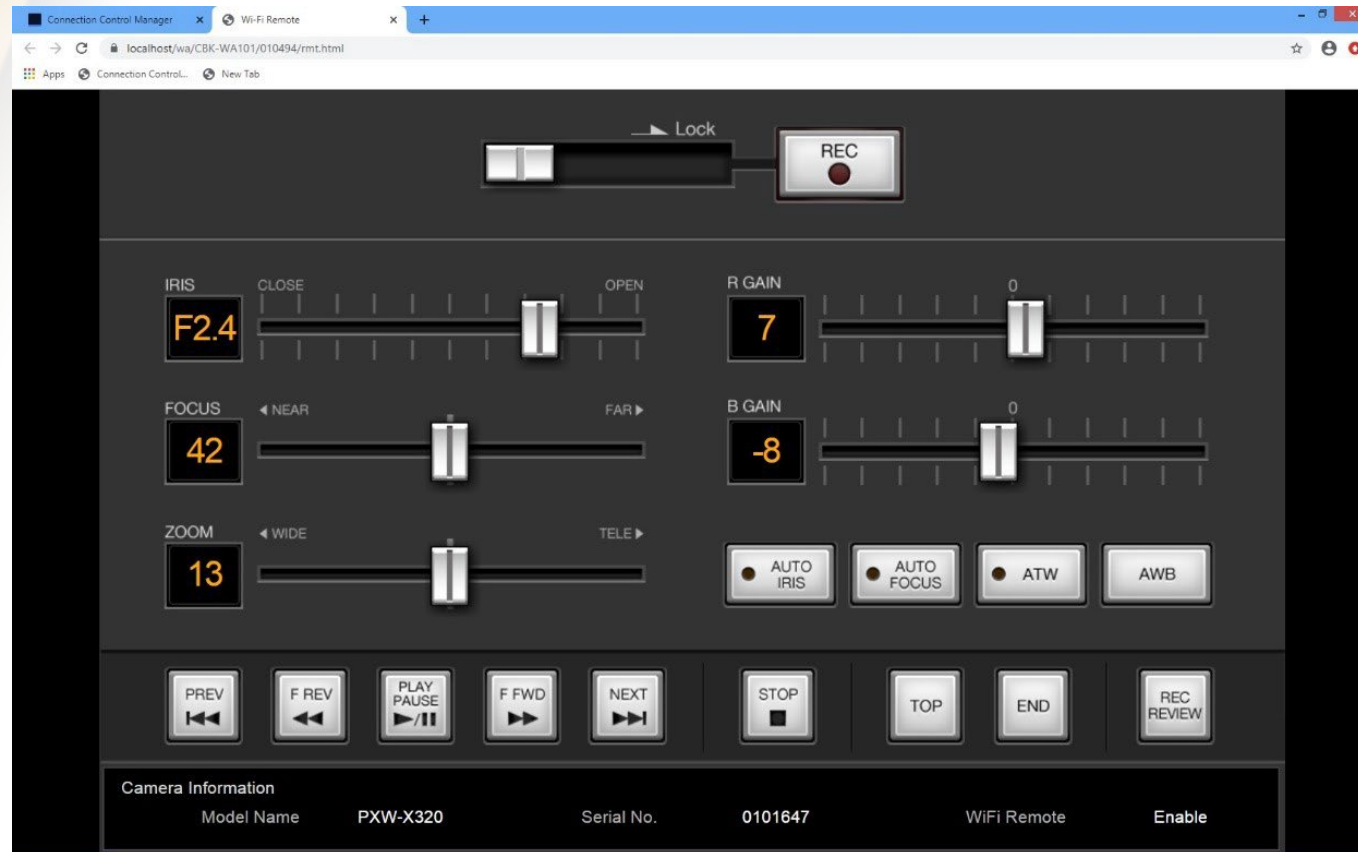 Connection Control Manager
Wi-Fi Remote
localhost/wa/CBK-WA101/010494/rmt.html
Apps
Connection Control...
New Tab
Lock
REC
IRIS
CLOSE
OPEN
F2.4
R GAIN
0
7
FOCUS
NEAR
FAR
42
B GAIN
0
-8
ZOOM
WIDE
TELE
13
AUTO
IRIS
AUTO
FOCUS
ATW
AWB
PREV
F REV
PLAY
PAUSE
F FWD
NEXT
STOP
TOP
END
REC
REVIEW
Camera Information
Model Name PXW-X320 Serial No. 0101647 WiFi Remote Enable